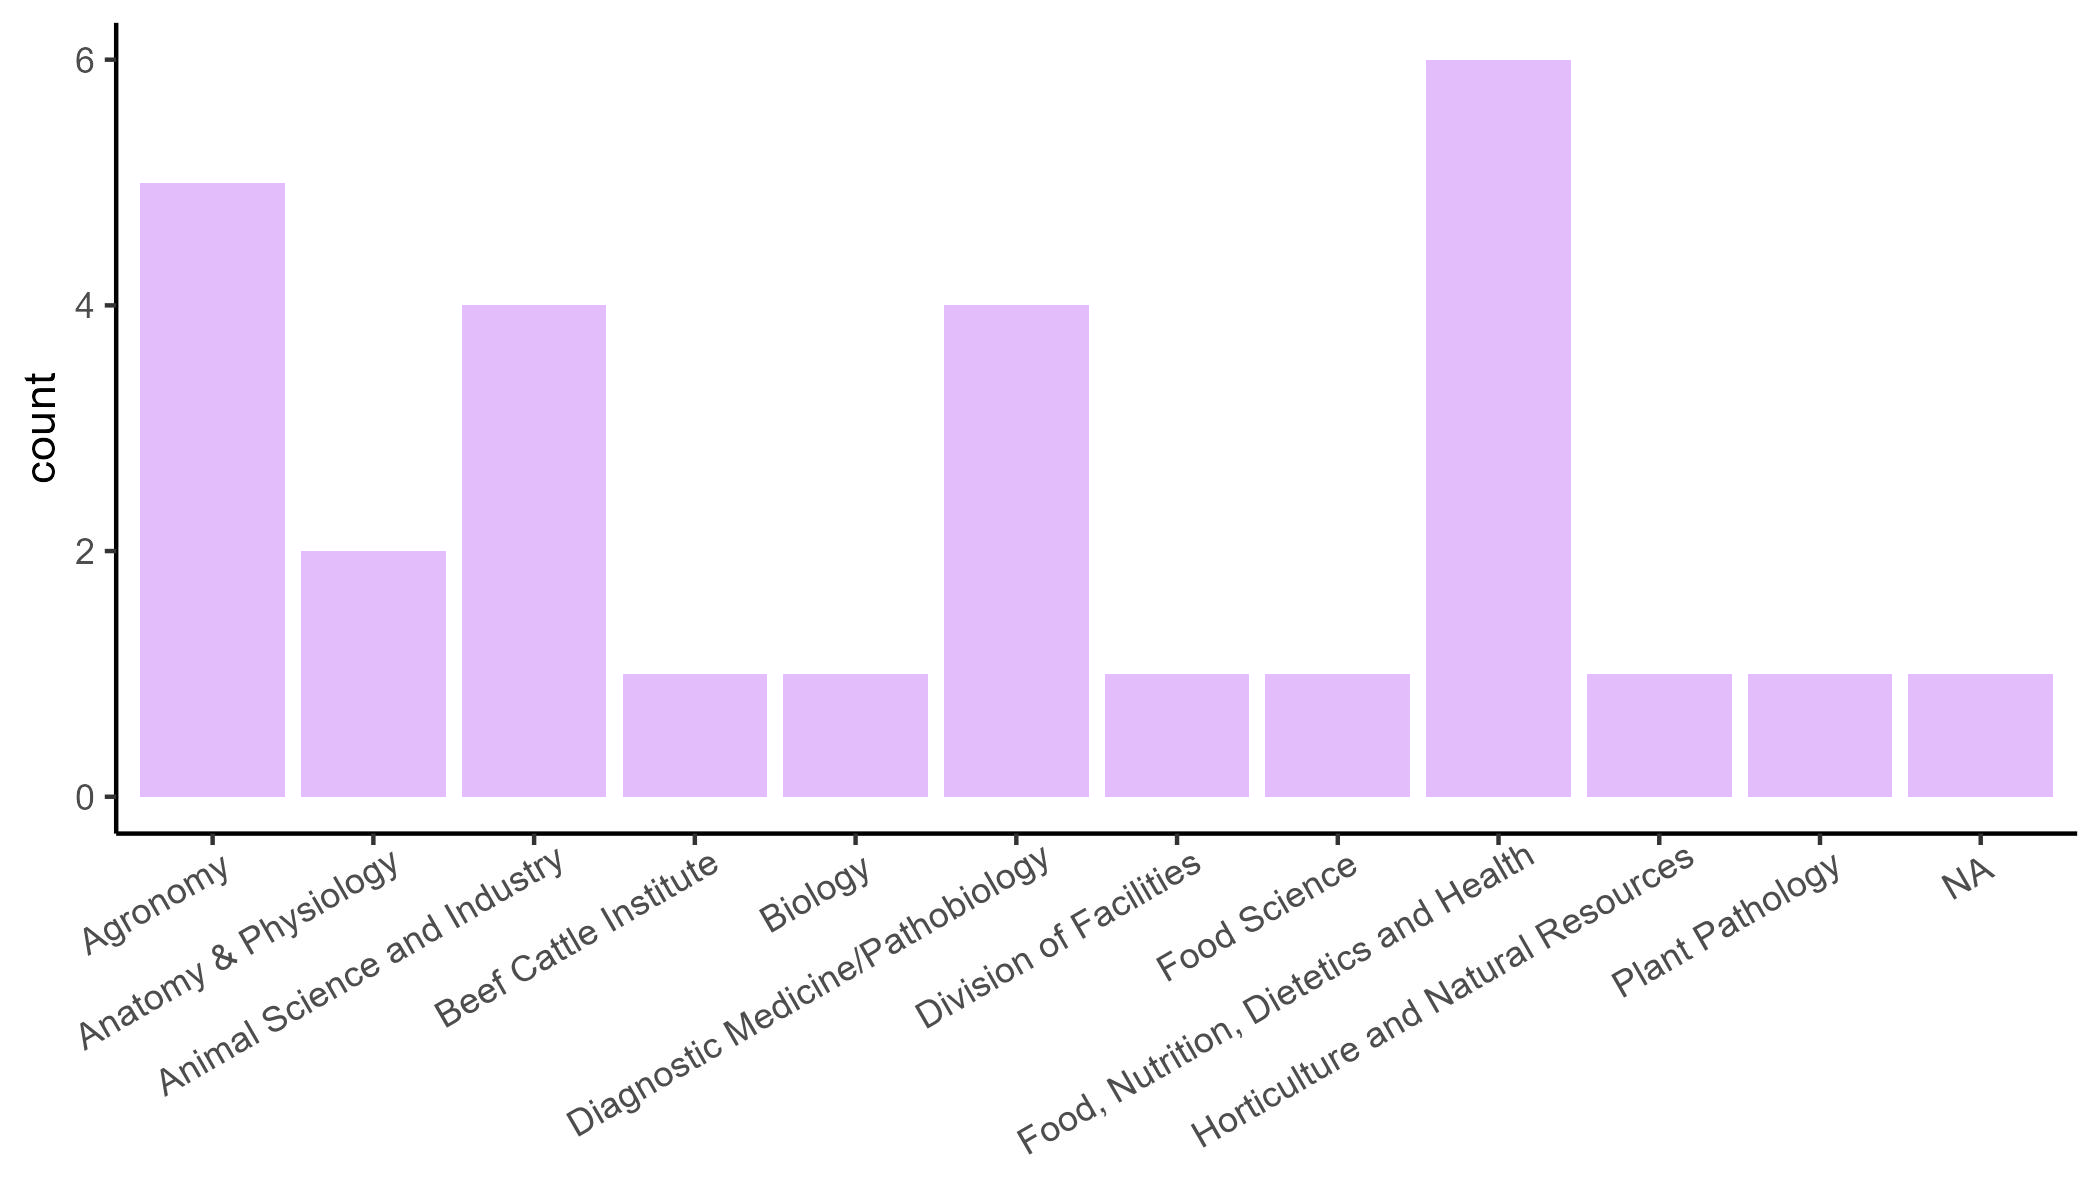 6
4
2
0
count
Agronomy
Anatomy & Physiology
Animal Science and Industry
Beef Cattle Institute
Biology
Diagnostic Medicine/Pathobiology
Division of Facilities
Food Science
Food, Nutrition, Dietetics and Health
Horticulture and Natural Resources
Plant Pathology
NA